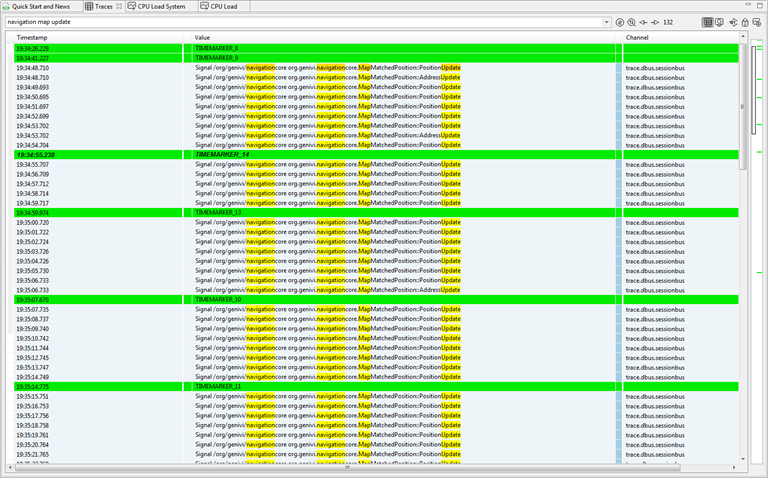 Quick Start and News Traces CPU Load System CPU Load
navigation map update 132
Timestamp Value Channel
19:34:26.229 TIMEMARKER_8
19:34:41.227 TIMEMARKER_9
19:34:48.710 Signal /org/genivi/navigationcore org.genivi.navigationcore.MapMatchedPosition::PositionUpdate trace.dbus.sessionbus
19:34:48.710 Signal /org/genivi/navigationcore org.genivi.navigationcore.MapMatchedPosition::AddressUpdate trace.dbus.sessionbus
19:34:49.693 Signal /org/genivi/navigationcore org.genivi.navigationcore.MapMatchedPosition::PositionUpdate trace.dbus.sessionbus
19:34:50.695 Signal /org/genivi/navigationcore org.genivi.navigationcore.MapMatchedPosition::PositionUpdate trace.dbus.sessionbus
19:34:51.697 Signal /org/genivi/navigationcore org.genivi.navigationcore.MapMatchedPosition::PositionUpdate trace.dbus.sessionbus
19:34:52.699 Signal /org/genivi/navigationcore org.genivi.navigationcore.MapMatchedPosition::PositionUpdate trace.dbus.sessionbus
19:34:53.702 Signal /org/genivi/navigationcore org.genivi.navigationcore.MapMatchedPosition::PositionUpdate trace.dbus.sessionbus
19:34:53.702 Signal /org/genivi/navigationcore org.genivi.navigationcore.MapMatchedPosition::AddressUpdate trace.dbus.sessionbus
19:34:54.704 Signal /org/genivi/navigationcore org.genivi.navigationcore.MapMatchedPosition::PositionUpdate trace.dbus.sessionbus
19:34:55.238 TIMEMARKER_14
19:34:55.707 Signal /org/genivi/navigationcore org.genivi.navigationcore.MapMatchedPosition::PositionUpdate trace.dbus.sessionbus
19:34:56.709 Signal /org/genivi/navigationcore org.genivi.navigationcore.MapMatchedPosition::PositionUpdate trace.dbus.sessionbus
19:34:57.712 Signal /org/genivi/navigationcore org.genivi.navigationcore.MapMatchedPosition::PositionUpdate trace.dbus.sessionbus
19:34:58.714 Signal /org/genivi/navigationcore org.genivi.navigationcore.MapMatchedPosition::PositionUpdate trace.dbus.sessionbus
19:34:59.717 Signal /org/genivi/navigationcore org.genivi.navigationcore.MapMatchedPosition::PositionUpdate trace.dbus.sessionbus
19:34:59.974 TIMEMARKER_13
19:35:00.720 Signal /org/genivi/navigationcore org.genivi.navigationcore.MapMatchedPosition::PositionUpdate trace.dbus.sessionbus
19:35:01.722 Signal /org/genivi/navigationcore org.genivi.navigationcore.MapMatchedPosition::PositionUpdate trace.dbus.sessionbus
19:35:02.724 Signal /org/genivi/navigationcore org.genivi.navigationcore.MapMatchedPosition::PositionUpdate trace.dbus.sessionbus
19:35:03.726 Signal /org/genivi/navigationcore org.genivi.navigationcore.MapMatchedPosition::PositionUpdate trace.dbus.sessionbus
19:35:04.726 Signal /org/genivi/navigationcore org.genivi.navigationcore.MapMatchedPosition::PositionUpdate trace.dbus.sessionbus
19:35:05.730 Signal /org/genivi/navigationcore org.genivi.navigationcore.MapMatchedPosition::PositionUpdate trace.dbus.sessionbus
19:35:06.733 Signal /org/genivi/navigationcore org.genivi.navigationcore.MapMatchedPosition::PositionUpdate trace.dbus.sessionbus
19:35:06.733 Signal /org/genivi/navigationcore org.genivi.navigationcore.MapMatchedPosition::AddressUpdate trace.dbus.sessionbus
19:35:07.670 TIMEMARKER_10
19:35:07.735 Signal /org/genivi/navigationcore org.genivi.navigationcore.MapMatchedPosition::PositionUpdate trace.dbus.sessionbus
19:35:08.737 Signal /org/genivi/navigationcore org.genivi.navigationcore.MapMatchedPosition::PositionUpdate trace.dbus.sessionbus
19:35:09.740 Signal /org/genivi/navigationcore org.genivi.navigationcore.MapMatchedPosition::PositionUpdate trace.dbus.sessionbus
19:35:10.742 Signal /org/genivi/navigationcore org.genivi.navigationcore.MapMatchedPosition::PositionUpdate trace.dbus.sessionbus
19:35:11.744 Signal /org/genivi/navigationcore org.genivi.navigationcore.MapMatchedPosition::PositionUpdate trace.dbus.sessionbus
19:35:12.745 Signal /org/genivi/navigationcore org.genivi.navigationcore.MapMatchedPosition::PositionUpdate trace.dbus.sessionbus
19:35:13.747 Signal /org/genivi/navigationcore org.genivi.navigationcore.MapMatchedPosition::PositionUpdate trace.dbus.sessionbus
19:35:14.749 Signal /org/genivi/navigationcore org.genivi.navigationcore.MapMatchedPosition::PositionUpdate trace.dbus.sessionbus
19:35:14.775 TIMEMARKER_11
19:35:15.751 Signal /org/genivi/navigationcore org.genivi.navigationcore.MapMatchedPosition::PositionUpdate trace.dbus.sessionbus
19:35:16.753 Signal /org/genivi/navigationcore org.genivi.navigationcore.MapMatchedPosition::PositionUpdate trace.dbus.sessionbus
19:35:17.756 Signal /org/genivi/navigationcore org.genivi.navigationcore.MapMatchedPosition::PositionUpdate trace.dbus.sessionbus
19:35:18.758 Signal /org/genivi/navigationcore org.genivi.navigationcore.MapMatchedPosition::PositionUpdate trace.dbus.sessionbus
19:35:19.761 Signal /org/genivi/navigationcore org.genivi.navigationcore.MapMatchedPosition::PositionUpdate trace.dbus.sessionbus
19:35:20.764 Signal /org/genivi/navigationcore org.genivi.navigationcore.MapMatchedPosition::PositionUpdate trace.dbus.sessionbus
19:35:21.765 Signal /org/genivi/navigationcore org.genivi.navigationcore.MapMatchedPosition::PositionUpdate trace.dbus.sessionbus